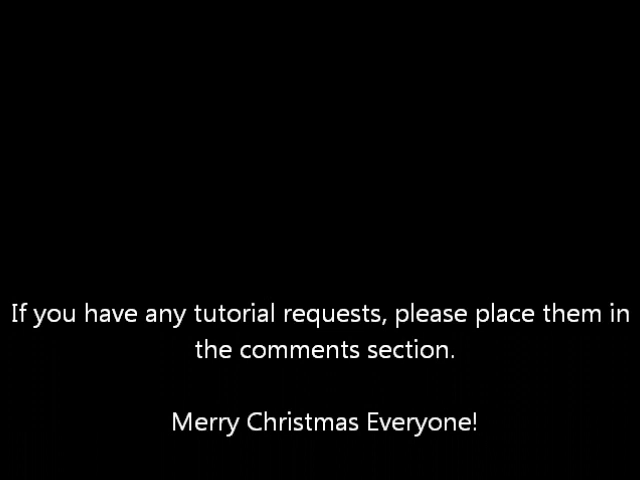 If you have any tutorial requests, please place them in
the comments section.
Merry Christmas Everyone!